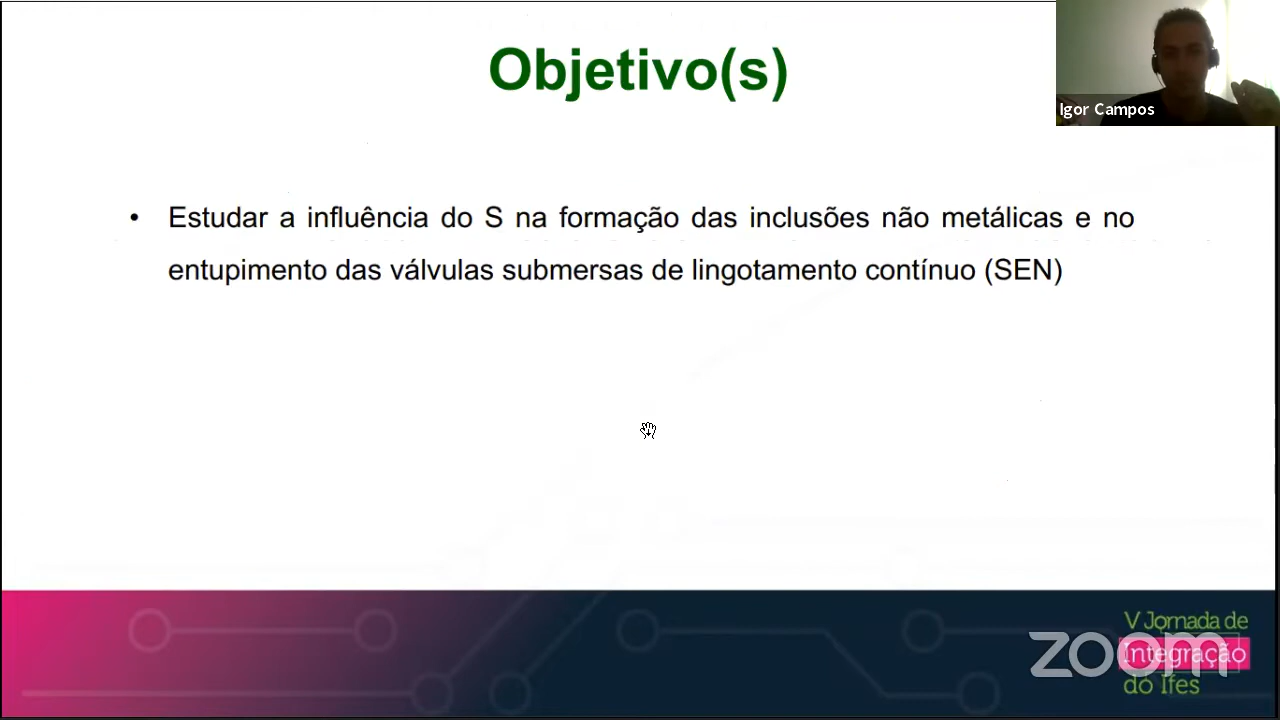 Objetivo(s)
Igor Campos
• Estudar a influência do S na formação das inclusões não metálicas e no
entupimento das válvulas submersas de lingotamento contínuo (SEN)
V Jornada de
Integração
do Ifes
zoom